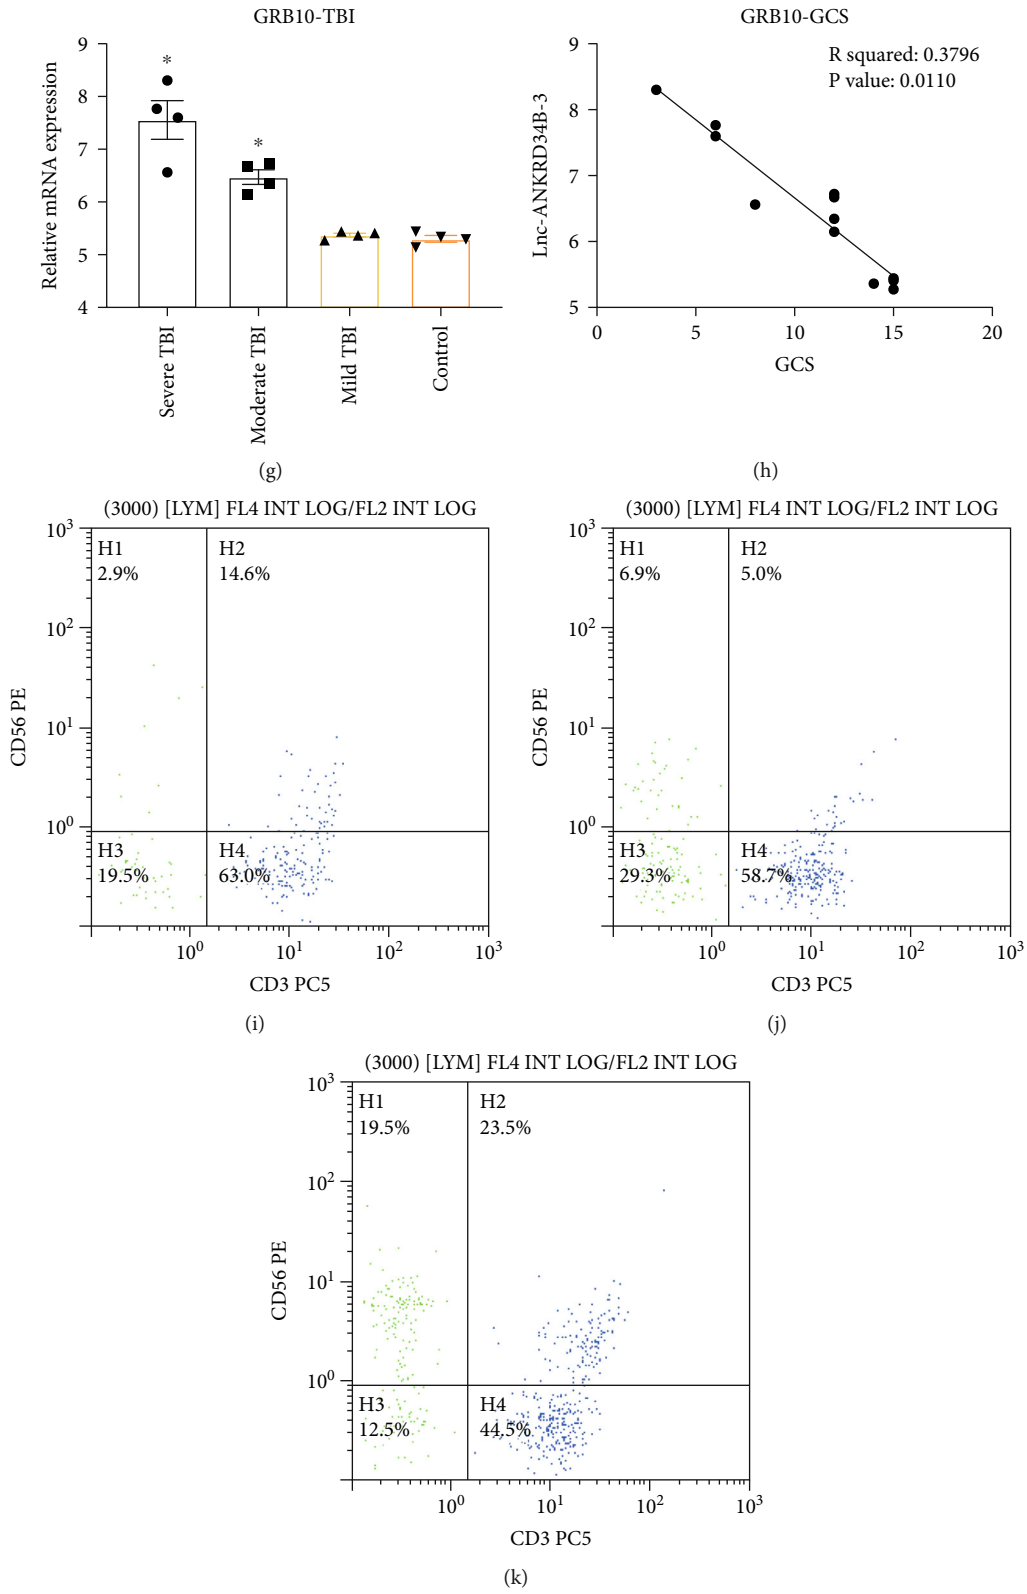 GRB10-TBI
9
8
7
6
5
4
Relative mRNA expression
*
*
Severe TBI
Moderate TBI
Mild TBI
Control
(g)
GRB10-GCS
R squared: 0.3796
P value: 0.0110
9
8
7
6
5
Lnc-ANKRD34B-3
0
5
10
15
20
GCS
(h)
(3000) [LYM] FL4 INT LOG/FL2 INT LOG
H1
2.9%
H2
14.6%
H3
19.5%
H4
63.0%
10³
10²
10¹
10⁰
CD56 PE
10⁰
10¹
10²
10³
CD3 PC5
(i)
(3000) [LYM] FL4 INT LOG/FL2 INT LOG
H1
6.9%
H2
5.0%
H3
29.3%
H4
58.7%
10³
10²
10¹
10⁰
CD56 PE
10⁰
10¹
10²
10³
CD3 PC5
(j)
(3000) [LYM] FL4 INT LOG/FL2 INT LOG
H1
19.5%
H2
23.5%
H3
12.5%
H4
44.5%
10³
10²
10¹
10⁰
CD56 PE
10⁰
10¹
10²
10³
CD3 PC5
(k)